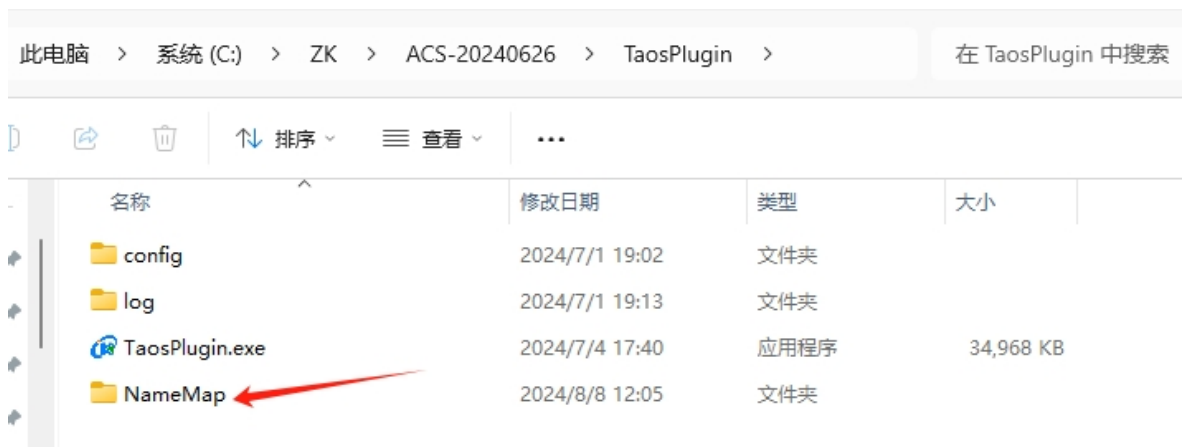 此电脑 > 系统 (C:) > ZK > ACS-20240626 > TaosPlugin > 在 TaosPlugin 中搜索
排序 查看 ...
名称 修改日期 类型 大小
config 2024/7/1 19:02 文件夹
log 2024/7/1 19:13 文件夹
TaosPlugin.exe 2024/7/4 17:40 应用程序 34,968 KB
NameMap 2024/8/8 12:05 文件夹